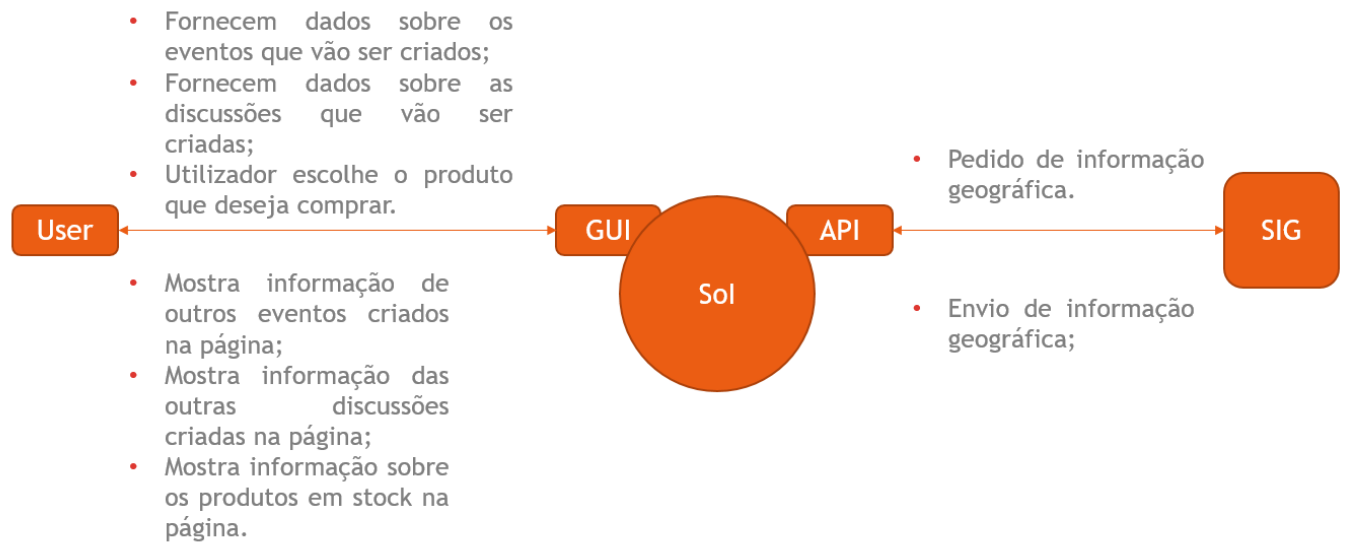 Fornecem dados sobre os
eventos que vão ser criados;
Fornecem dados sobre as
discussões que vão ser
criadas;
Utilizador escolhe o produto
que deseja comprar.
User
GUI
Sol
API
SIG
Pedido de informação
geográfica.
Envio de informação
geográfica;
Mostra informação de
outros eventos criados
na página;
Mostra informação das
outras discussões
criadas na página;
Mostra informação sobre
os produtos em stock na
página.